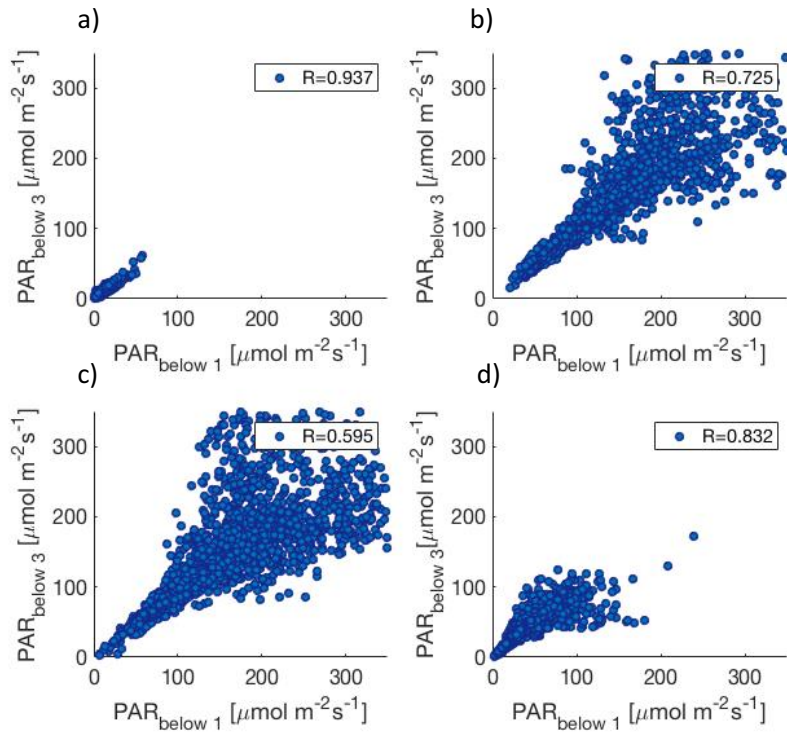 a)
R=0.937
350
300
200
100
0
PAR_below 3 [μmol m⁻²s⁻¹]
0 100 200 300
PAR_below 1 [μmol m⁻²s⁻¹]
b)
R=0.725
300
200
100
0
PAR_below 3 [μmol m⁻²s⁻¹]
0 100 200 300
PAR_below 1 [μmol m⁻²s⁻¹]
c)
R=0.595
300
200
100
0
PAR_below 3 [μmol m⁻²s⁻¹]
0 100 200 300
PAR_below 1 [μmol m⁻²s⁻¹]
d)
R=0.832
300
200
100
0
PAR_below 3[μmol m⁻²s⁻¹]
0 100 200 300
PAR_below 1 [μmol m⁻²s⁻¹]